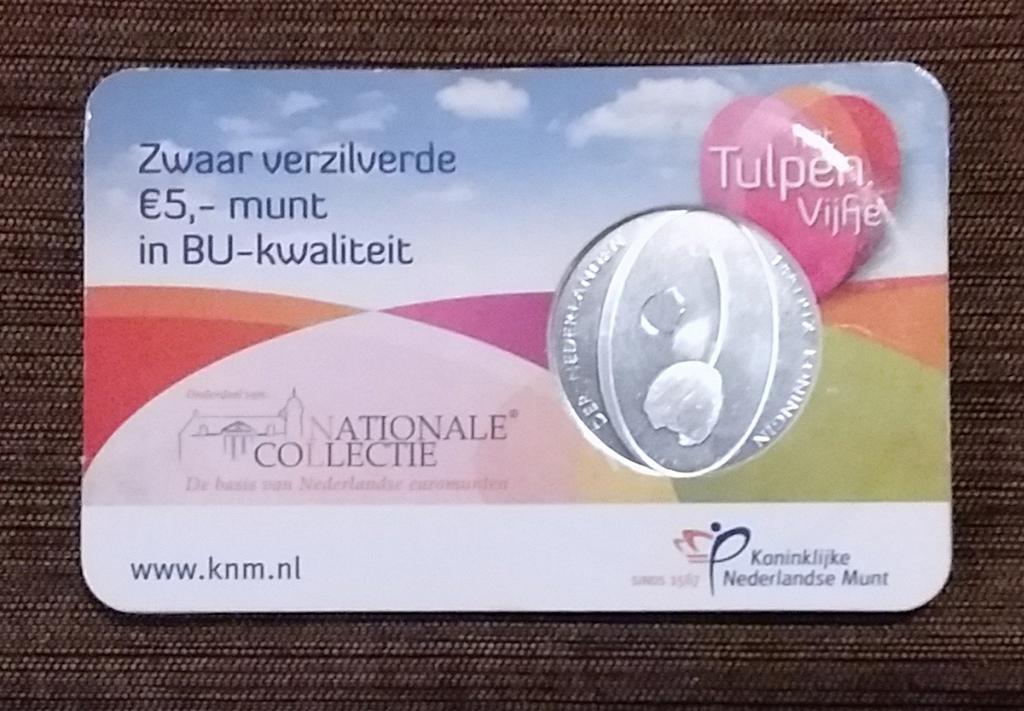 Zwaar verzilverde
€5,- munt
in BU-kwaliteit
Het
Tulpen
Vijfje
DER NEDERLANDEN
BEATRIX KONINGIN
Onderdeel van:
NATIONALE®
COLLECTIE
De basis van Nederlandse euromunten
www.knm.nl
SINDS 1567
Koninklijke
Nederlandse Munt